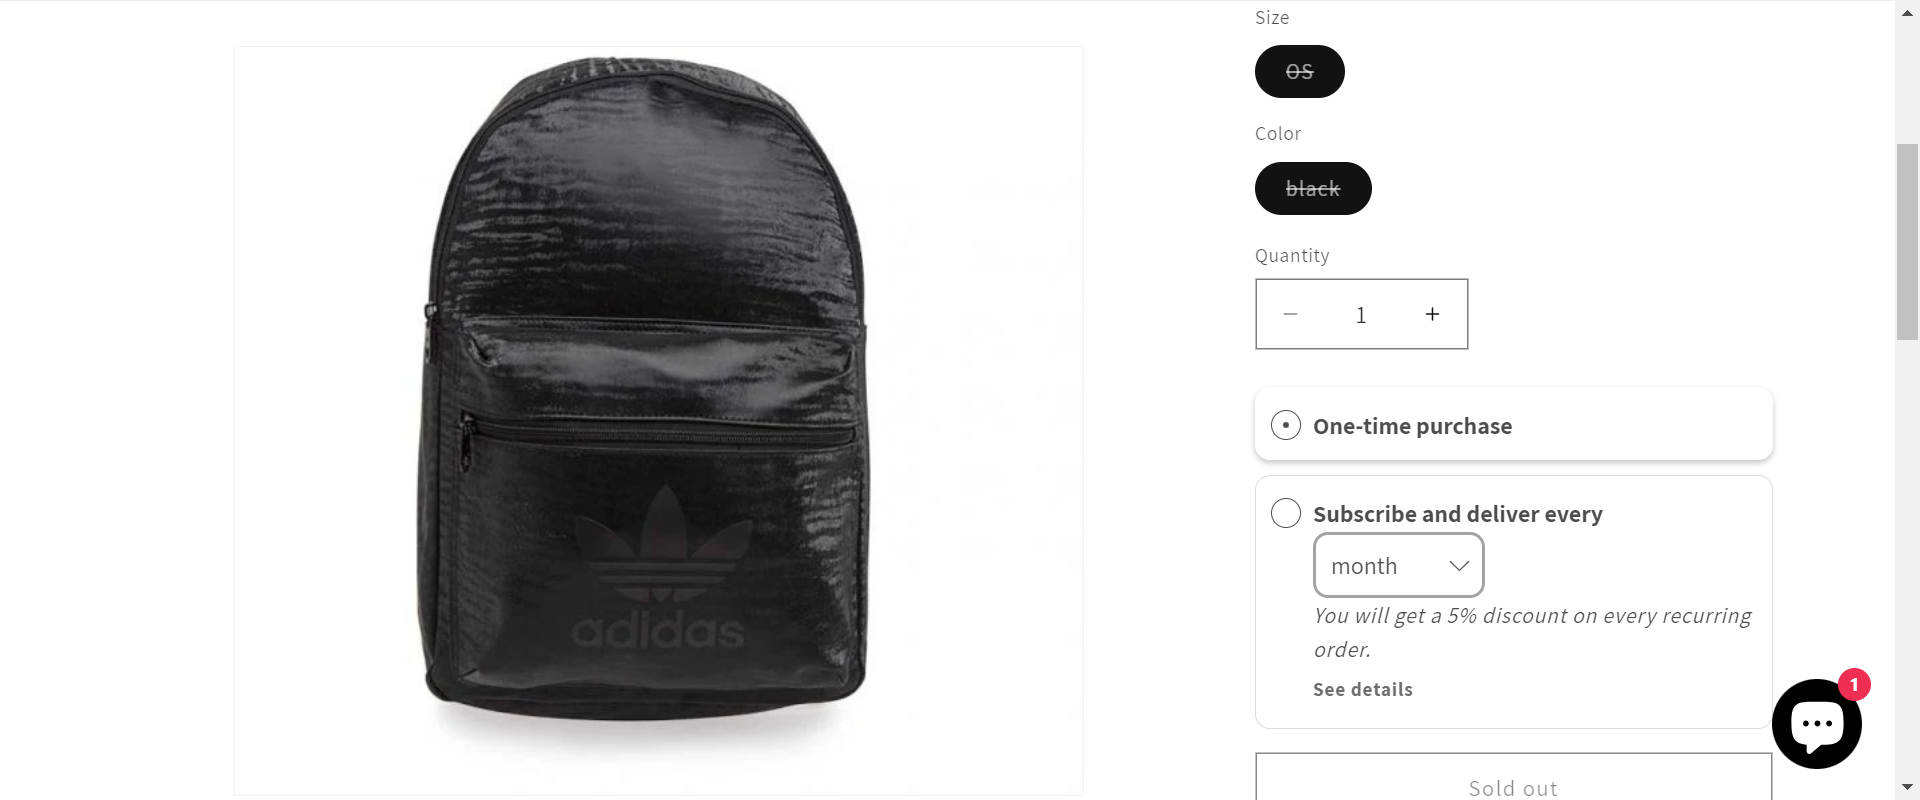 Size
OS
Color
black
Quantity
1
One-time purchase
Subscribe and deliver every
month
You will get a 5% discount on every recurring
order.
See details
1
Sold out
adidas